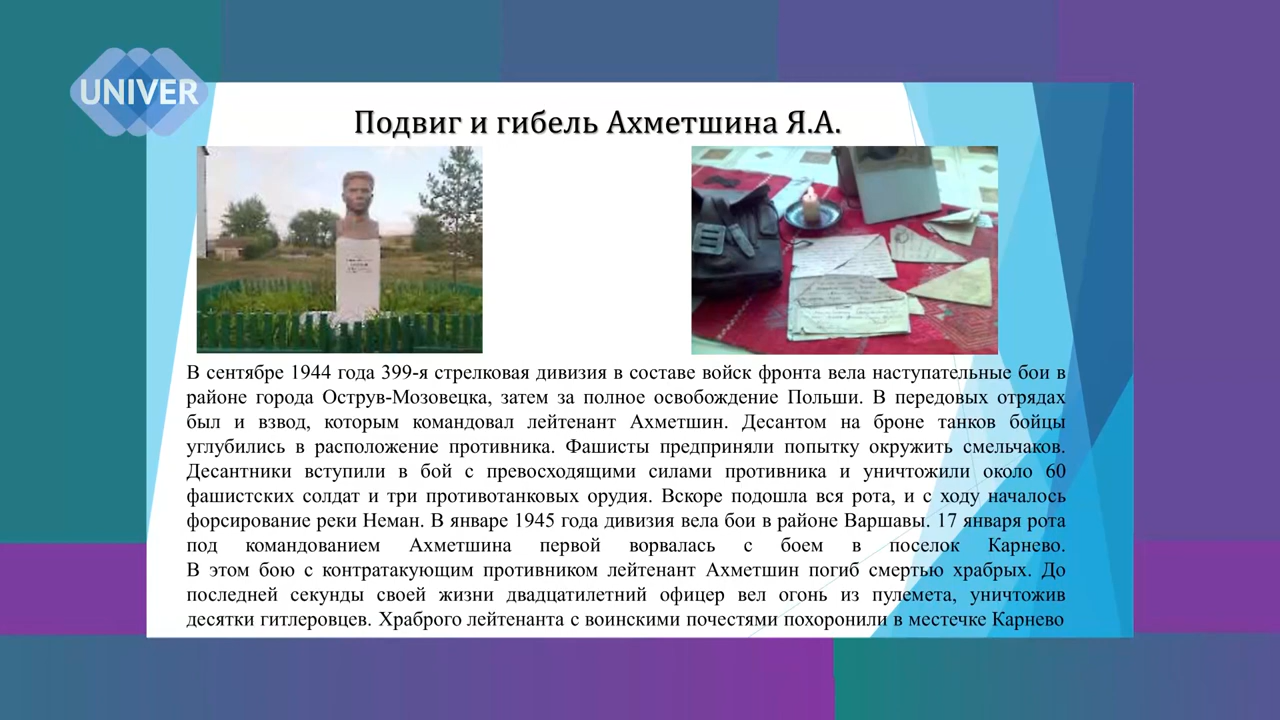 UNIVER
Подвиг и гибель Ахметшина Я.А.
В сентябре 1944 года 399-я стрелковая дивизия в составе войск фронта вела наступательные бои в
районе города Острув-Мозовецка, затем за полное освобождение Польши. В передовых отрядах
был и взвод, которым командовал лейтенант Ахметшин. Десантом на броне танков бойцы
углубились в расположение противника. Фашисты предприняли попытку окружить смельчаков.
Десантники вступили в бой с превосходящими силами противника и уничтожили около 60
фашистских солдат и три противотанковых орудия. Вскоре подошла вся рота, и с ходу началось
форсирование реки Неман. В январе 1945 года дивизия вела бои в районе Варшавы. 17 января рота
под командованием Ахметшина первой ворвалась с боем в поселок Карнево.
В этом бою с контратакующим противником лейтенант Ахметшин погиб смертью храбрых. До
последней секунды своей жизни двадцатилетний офицер вел огонь из пулемета, уничтожив
десятки гитлеровцев. Храброго лейтенанта с воинскими почестями похоронили в местечке Карнево